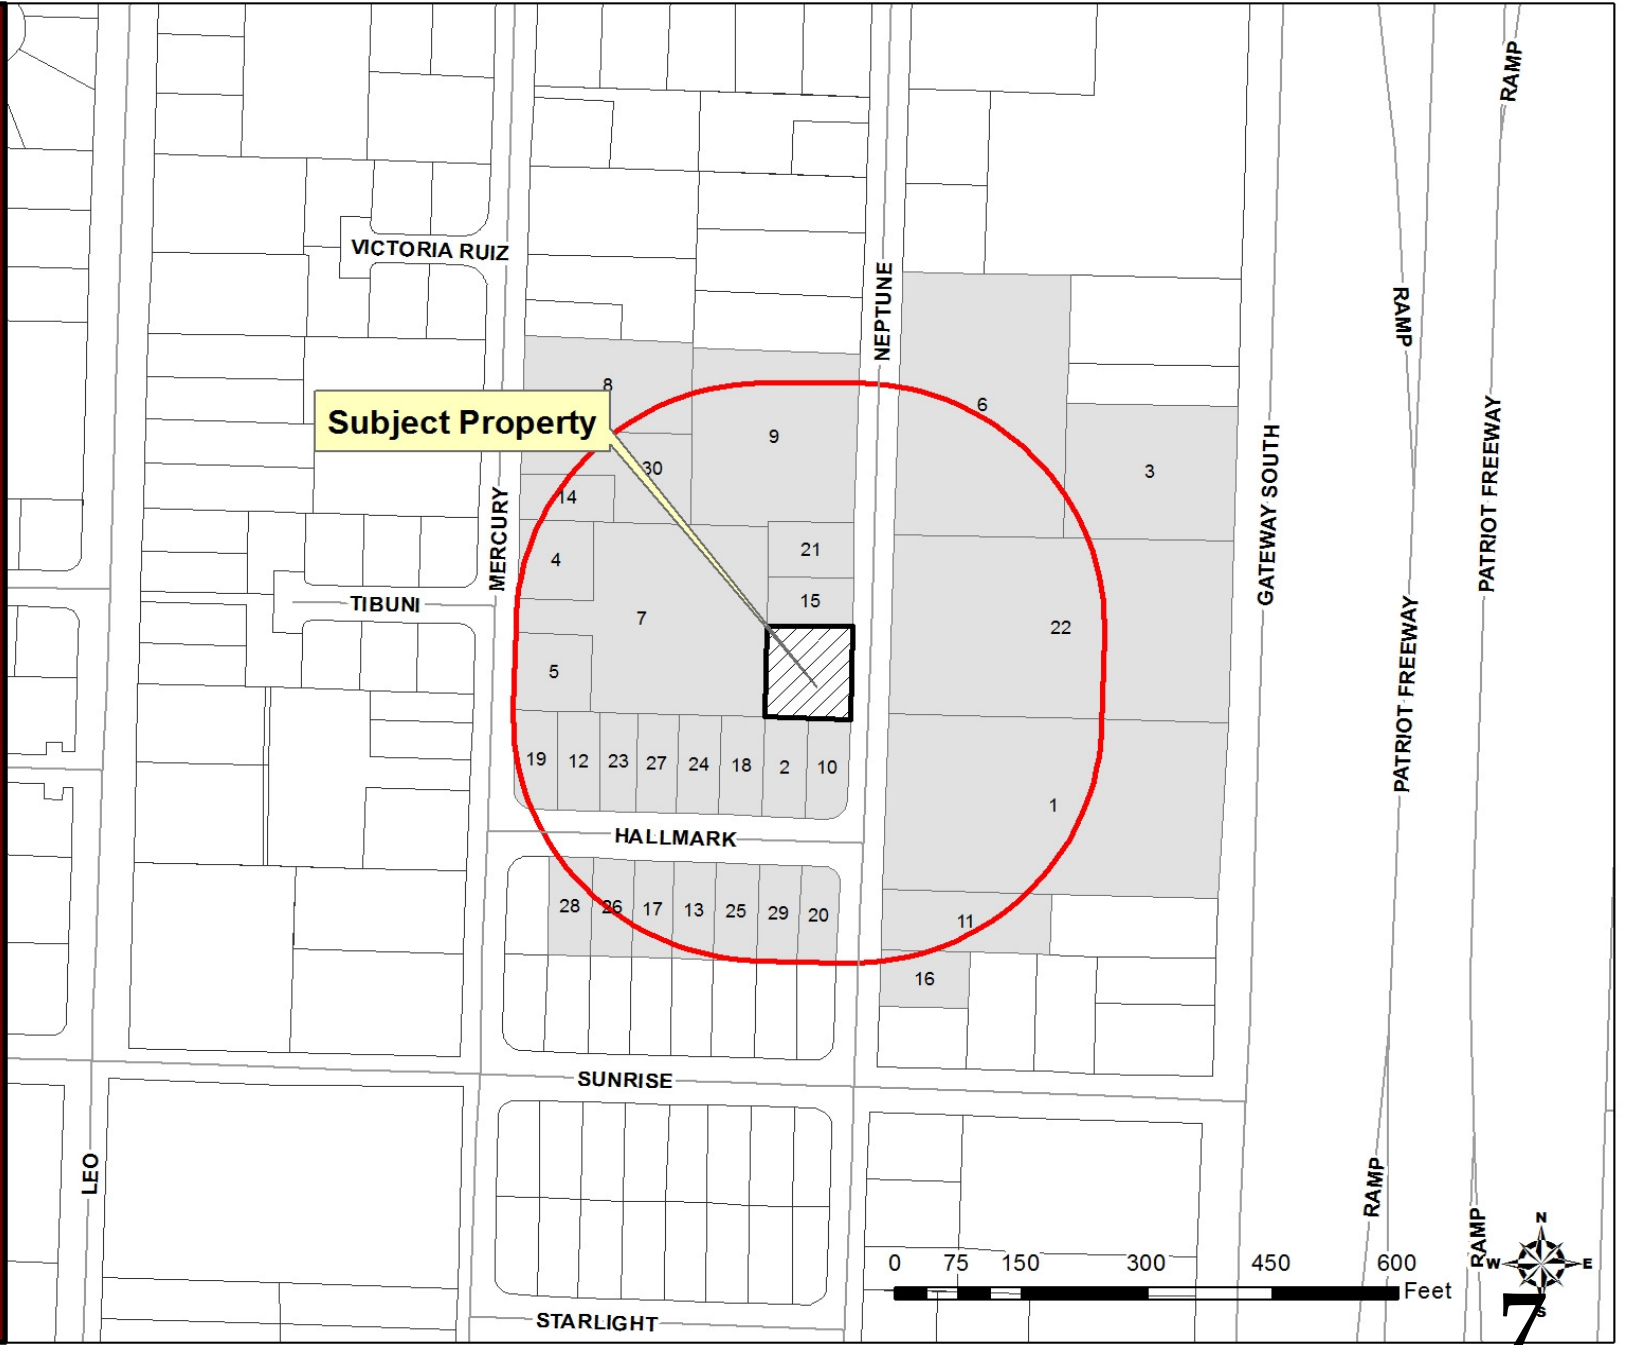 RAMP
VICTORIA RUIZ
NEPTUNE
RAMP
8
6
Subject Property
9
3
30
14
PATRIOT FREEWAY
GATEWAY SOUTH
MERCURY
4
21
TIBUNI
15
7
22
5
PATRIOT FREEWAY
19 12 23 27 24 18 2 10
1
HALLMARK
28 26 17 13 25 29 20
11
16
SUNRISE
LEO
RAMP
RAMP
N
W E
S
0 75 150 300 450 600
Feet
7
STARLIGHT